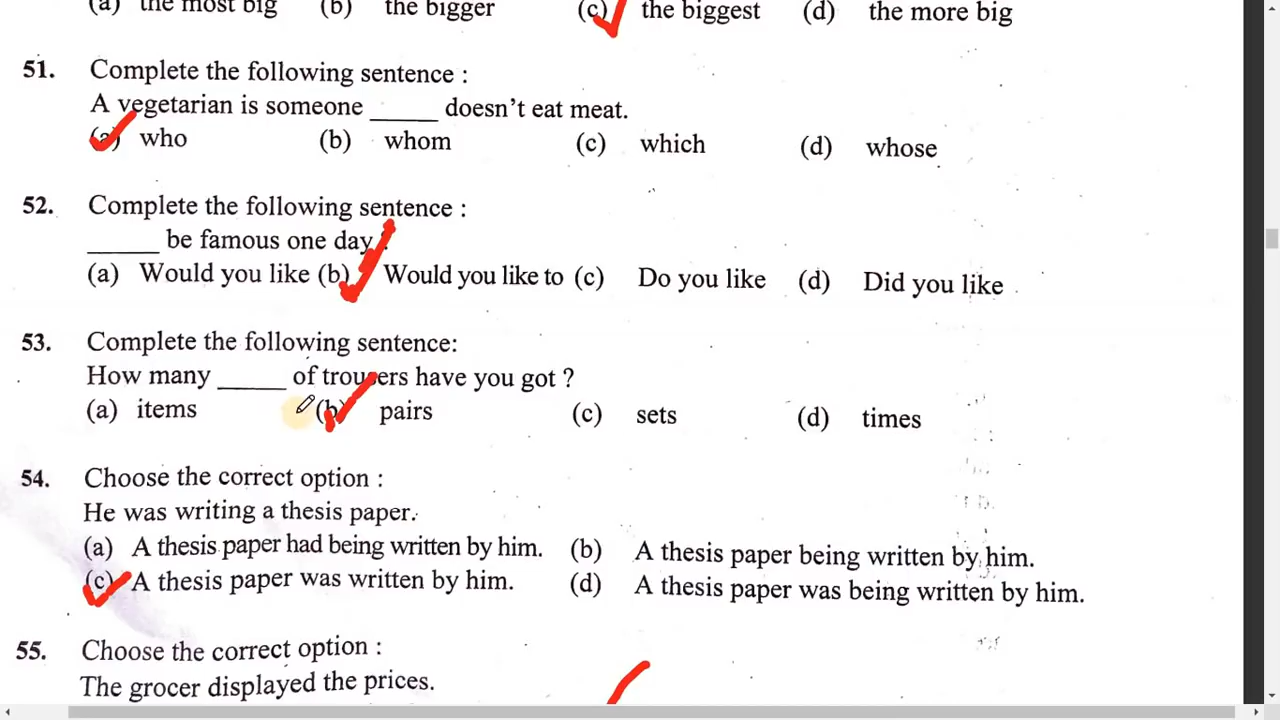 (a) the most big (b) the bigger (c) the biggest (d) the more big
51. Complete the following sentence :
A vegetarian is someone _____ doesn't eat meat.
(a) who (b) whom (c) which (d) whose
52. Complete the following sentence :
_____ be famous one day ?
(a) Would you like (b) Would you like to (c) Do you like (d) Did you like
53. Complete the following sentence:
How many _____ of trousers have you got ?
(a) items (b) pairs (c) sets (d) times
54. Choose the correct option :
He was writing a thesis paper.
(a) A thesis paper had being written by him. (b) A thesis paper being written by him.
(c) A thesis paper was written by him. (d) A thesis paper was being written by him.
55. Choose the correct option :
The grocer displayed the prices.